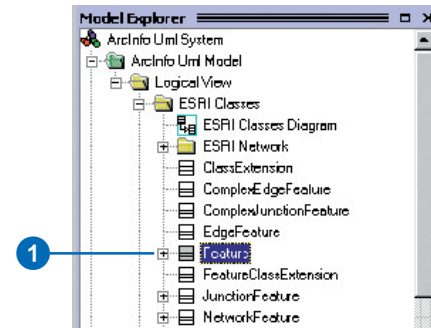 Model Explorer
ArcInfo Uml System
ArcInfo Uml Model
Logical View
ESRI Classes
ESRI Classes Diagram
ESRI Network
ClassExtension
ComplexEdgeFeature
ComplexJunctionFeature
EdgeFeature
1
Feature
FeatureClassExtension
JunctionFeature
NetworkFeature